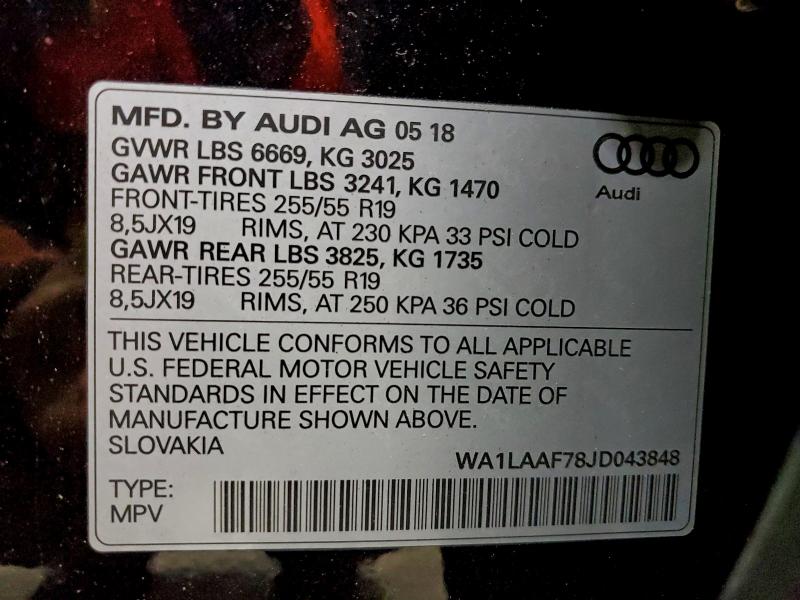 MFD. BY AUDI AG 05 18
GVWR LBS 6669, KG 3025
GAWR FRONT LBS 3241, KG 1470
FRONT-TIRES 255/55 R19
8,5JX19 RIMS, AT 230 KPA 33 PSI COLD
GAWR REAR LBS 3825, KG 1735
REAR-TIRES 255/55 R19
8,5JX19 RIMS, AT 250 KPA 36 PSI COLD
Audi
THIS VEHICLE CONFORMS TO ALL APPLICABLE
U.S. FEDERAL MOTOR VEHICLE SAFETY
STANDARDS IN EFFECT ON THE DATE OF
MANUFACTURE SHOWN ABOVE.
SLOVAKIA
WA1LAAF78JD043848
TYPE:
MPV